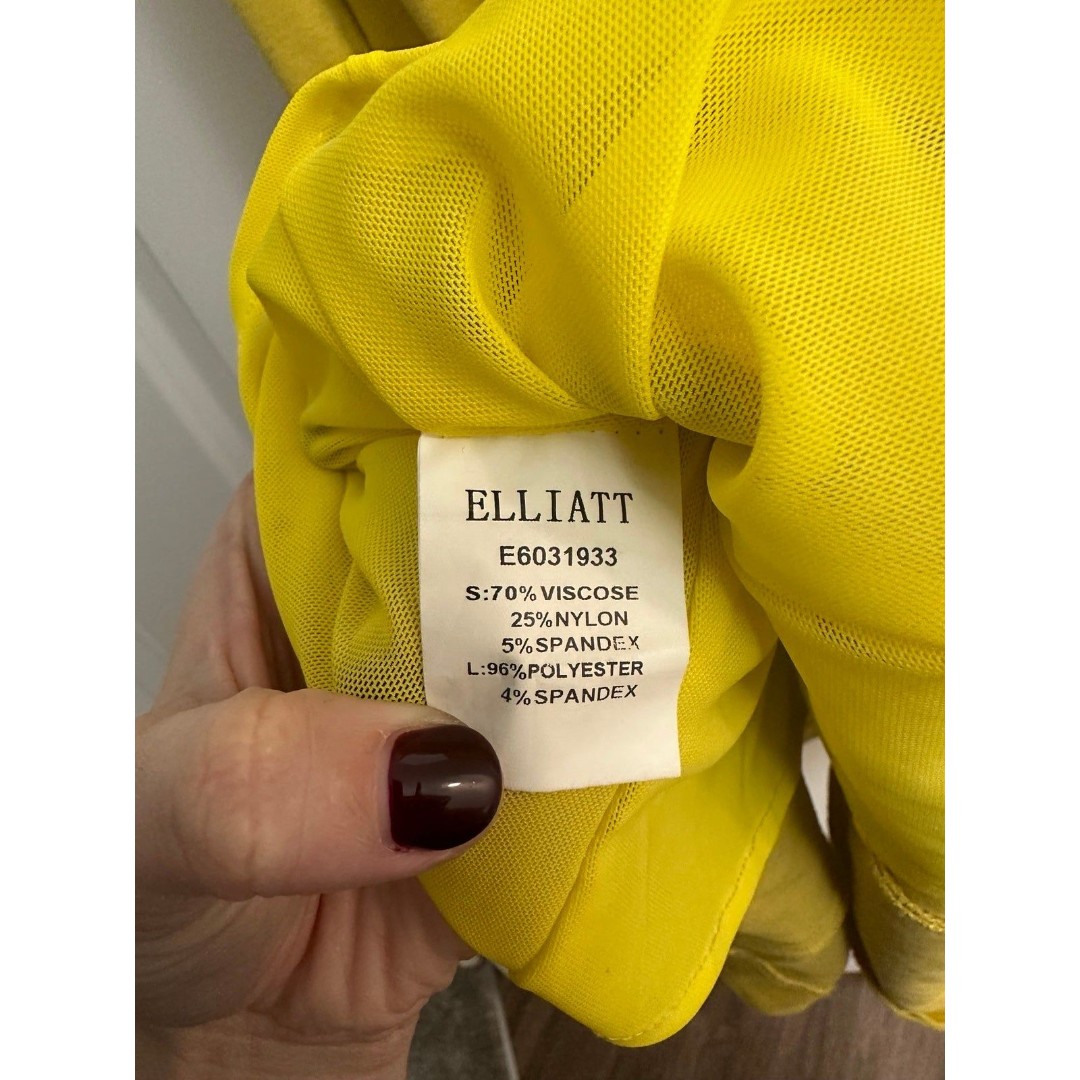 ELLIATT
E6031933
S:70%VISCOSE
25%NYLON
5%SPANDEX
L:96%POLYESTER
4%SPANDEX